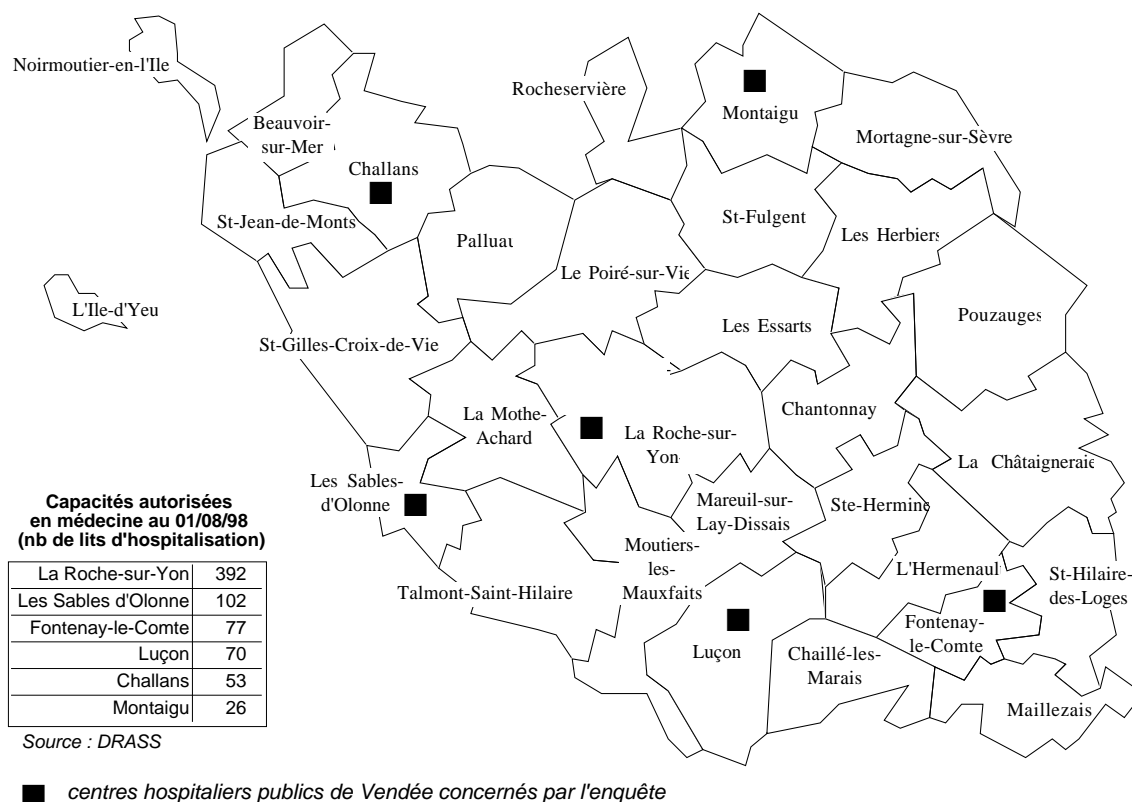 Noirmoutier-en-l'Ile
Rocheservière
Montaigu
Mortagne-sur-Sèvre
Beauvoir-
sur-Mer
Challans
St-Jean-de-Monts
Palluau
St-Fulgent
Les Herbiers
Le Poiré-sur-Vie
L'Ile-d'Yeu
Pouzauges
Les Essarts
St-Gilles-Croix-de-Vie
La Mothe-
Achard
Chantonnay
La Roche-sur-
Yon
La Châtaigneraie
Les Sables-
d'Olonne
Mareuil-sur-
Lay-Dissais
Ste-Hermine
Moutiers-
les-
Mauxfaits
L'Hermenault
St-Hilaire-
des-Loges
Talmont-Saint-Hilaire
Fontenay-
le-Comte
Luçon
Chaillé-les-
Marais
Maillezais
Capacités autorisées
en médecine au 01/08/98
(nb de lits d'hospitalisation)
La Roche-sur-Yon 392
Les Sables d'Olonne 102
Fontenay-le-Comte 77
Luçon 70
Challans 53
Montaigu 26
Source : DRASS
centres hospitaliers publics de Vendée concernés par l'enquête